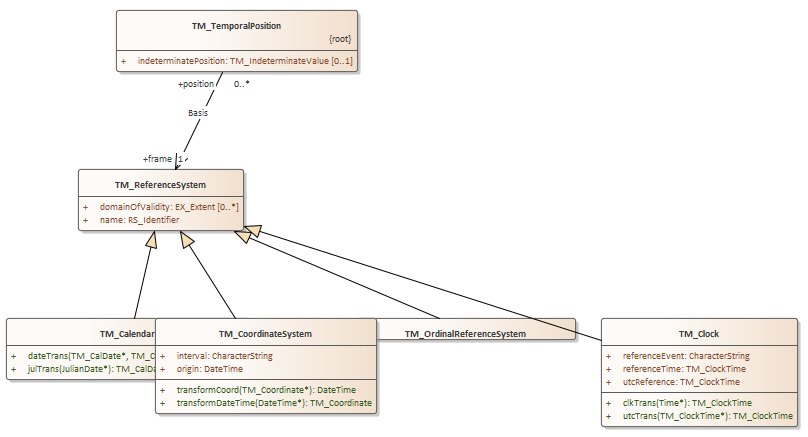 TM_TemporalPosition
{root}
+ indeterminatePosition: TM_IndeterminateValue [0..1]
+position 0..*
Basis
+frame 1
TM_ReferenceSystem
+ domainOfValidity: EX_Extent [0..*]
+ name: RS_Identifier
TM_Calendar
+ dateTrans(TM_CalDate*, TM_C
+ julTrans(JulianDate*): TM_CalDa
TM_CoordinateSystem
+ interval: CharacterString
+ origin: DateTime
+ transformCoord(TM_Coordinate*): DateTime
+ transformDateTime(DateTime*): TM_Coordinate
TM_OrdinalReferenceSystem
TM_Clock
+ referenceEvent: CharacterString
+ referenceTime: TM_ClockTime
+ utcReference: TM_ClockTime
+ clkTrans(Time*): TM_ClockTime
+ utcTrans(TM_ClockTime*): TM_ClockTime